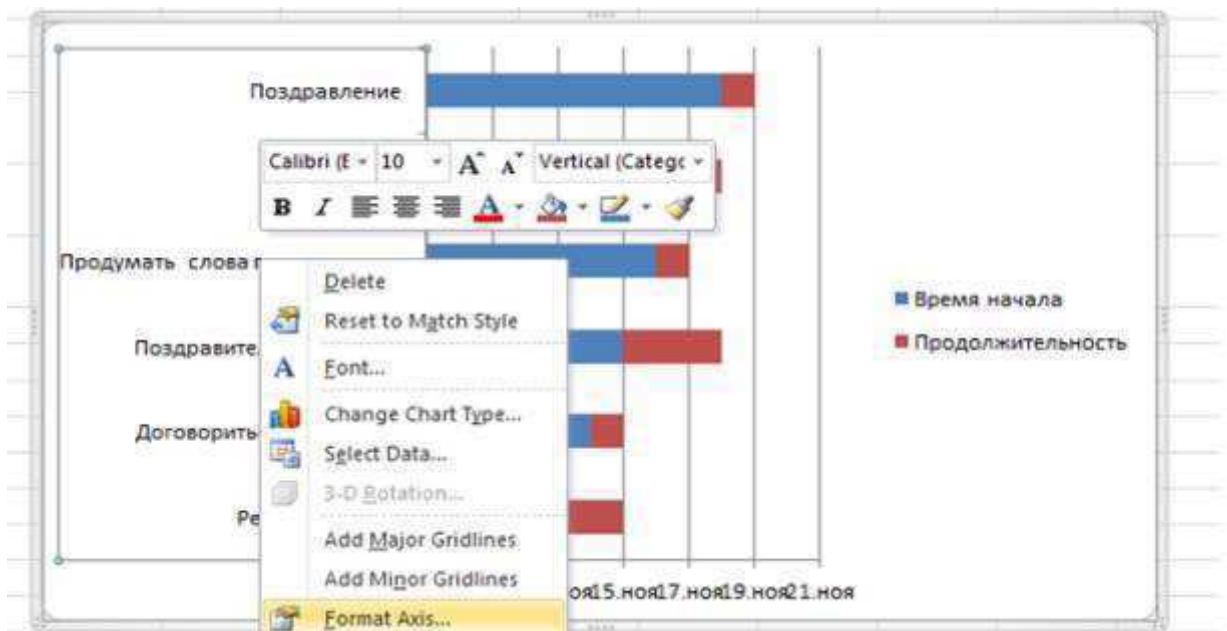 Поздравление
Calibri (E 10 A A Vertical (Catego
B I A
Продумать слова
Delete
Reset to Match Style
Время начала
Поздравите
Font...
Продолжительность
Change Chart Type...
Договорить
Select Data...
3-D Rotation...
Ре
Add Major Gridlines
Add Minor Gridlines
оя15.ноя17.ноя19.ноя21.ноя
Format Axis...